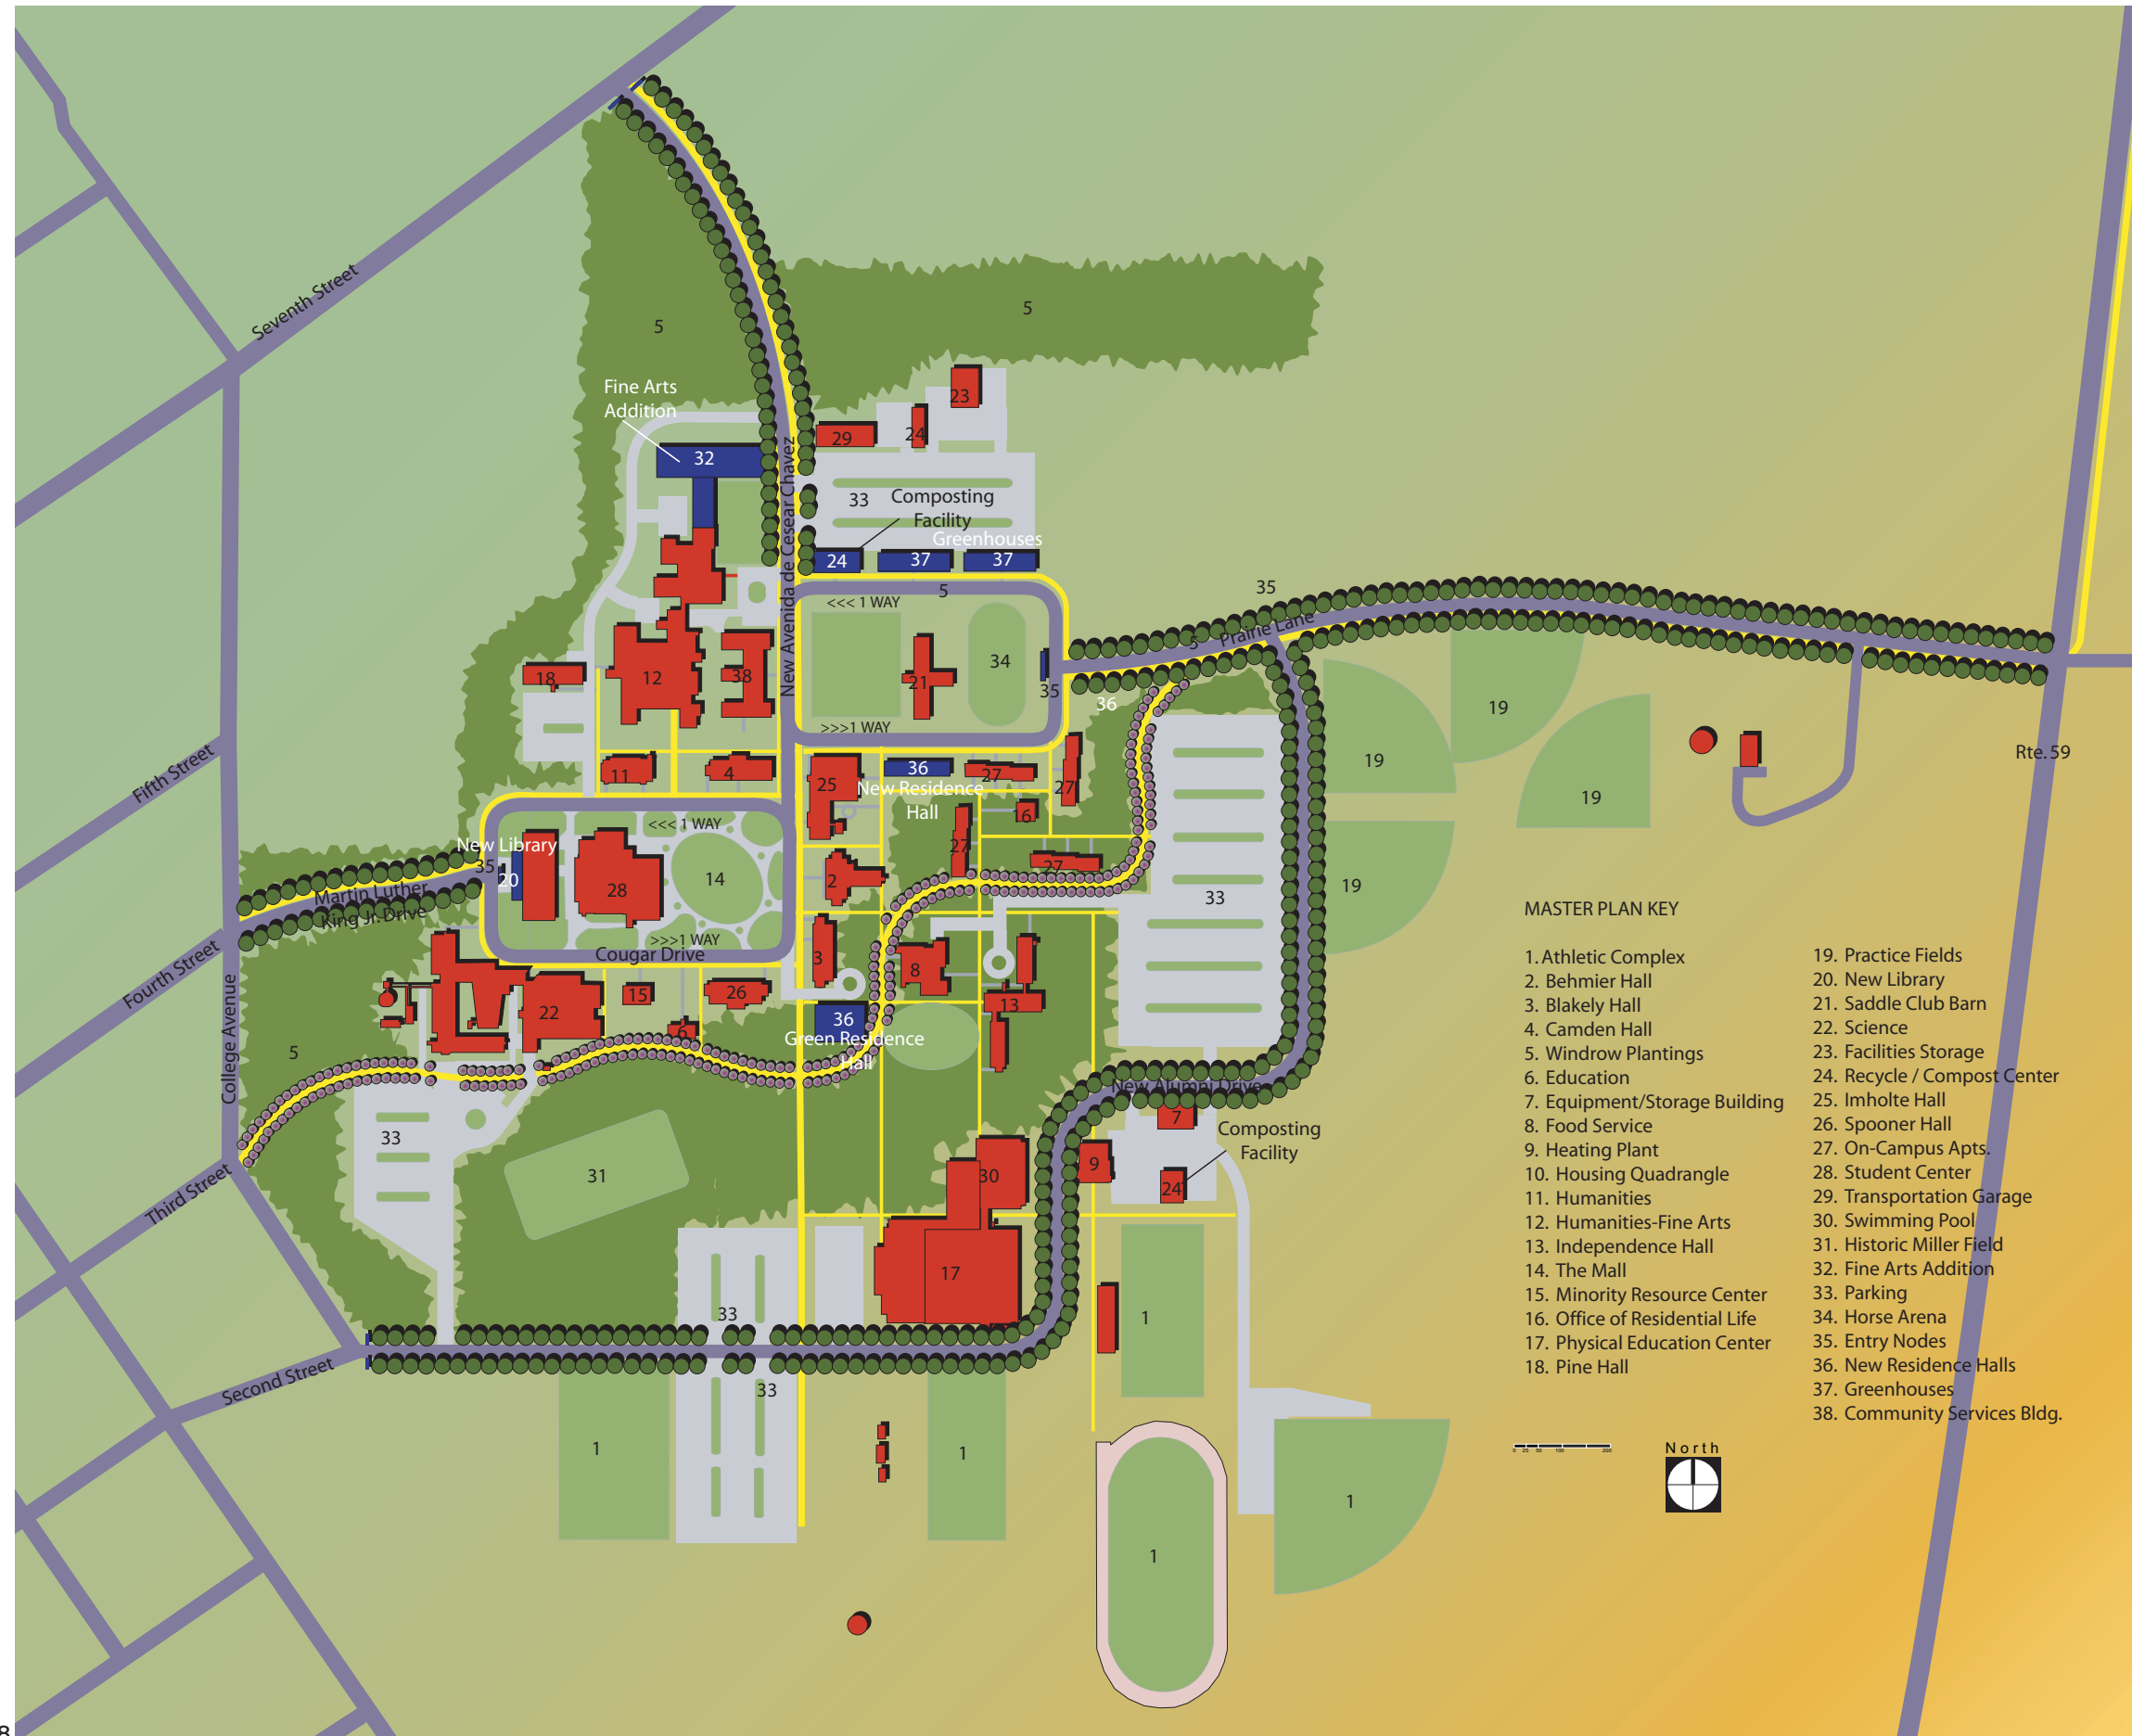 Seventh Street
5
5
Fine Arts
Addition
23
29
24
32
New Avenida de Cesear Chavez
33
Composting
Facility
Greenhouses
24
37
37
35
5
<<< 1 WAY
5
Prairie Lane
34
12
38
18
21
35
36
19
19
19
Rte. 59
>>>1 WAY
Fifth Street
11
4
25
36
New Residence
Hall
27
27
16
<<< 1 WAY
New Library
35
20
28
14
2
27
27
33
19
Martin Luther
King Jr. Drive
>>>1 WAY
Cougar Drive
3
8
Fourth Street
College Avenue
22
15
26
13
36
Green Residence
Hall
6
5
New Alumni Drive
7
Composting
Facility
33
31
30
9
24
Third Street
17
33
1
Second Street
33
1
1
1
1
MASTER PLAN KEY
1. Athletic Complex
2. Behmier Hall
3. Blakely Hall
4. Camden Hall
5. Windrow Plantings
6. Education
7. Equipment/Storage Building
8. Food Service
9. Heating Plant
10. Housing Quadrangle
11. Humanities
12. Humanities-Fine Arts
13. Independence Hall
14. The Mall
15. Minority Resource Center
16. Office of Residential Life
17. Physical Education Center
18. Pine Hall
19. Practice Fields
20. New Library
21. Saddle Club Barn
22. Science
23. Facilities Storage
24. Recycle / Compost Center
25. Imholte Hall
26. Spooner Hall
27. On-Campus Apts.
28. Student Center
29. Transportation Garage
30. Swimming Pool
31. Historic Miller Field
32. Fine Arts Addition
33. Parking
34. Horse Arena
35. Entry Nodes
36. New Residence Halls
37. Greenhouses
38. Community Services Bldg.
0 25 50 100 200
North
8